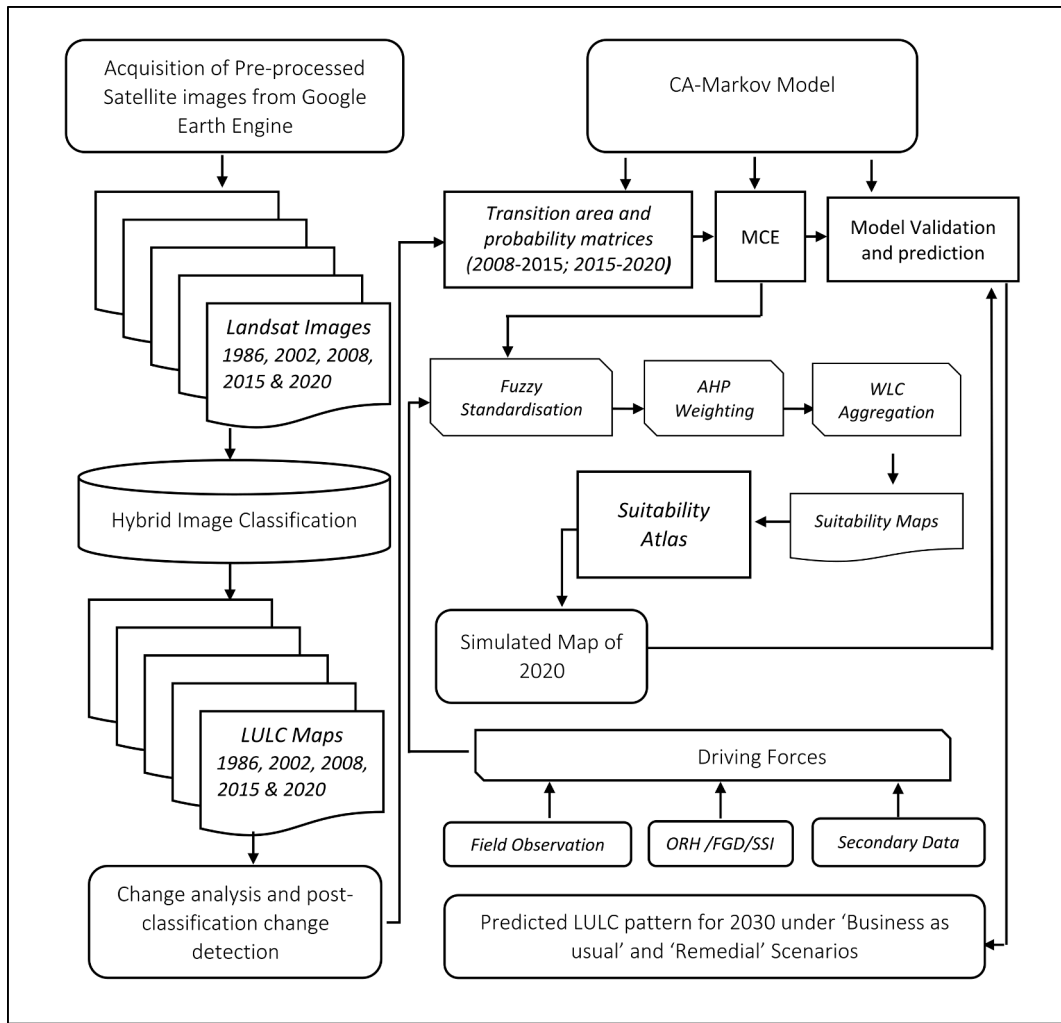 Acquisition of Pre-processed
Satellite images from Google
Earth Engine
Landsat Images
1986, 2002, 2008,
2015 & 2020
Hybrid Image Classification
LULC Maps
1986, 2002, 2008,
2015 & 2020
Change analysis and post-
classification change
detection
CA-Markov Model
Transition area and
probability matrices
(2008-2015; 2015-2020)
MCE
Model Validation
and prediction
Fuzzy
Standardisation
AHP
Weighting
WLC
Aggregation
Suitability Maps
Suitability
Atlas
Simulated Map of
2020
Driving Forces
Field Observation
ORH /FGD/SSI
Secondary Data
Predicted LULC pattern for 2030 under ‘Business as
usual’ and ‘Remedial’ Scenarios